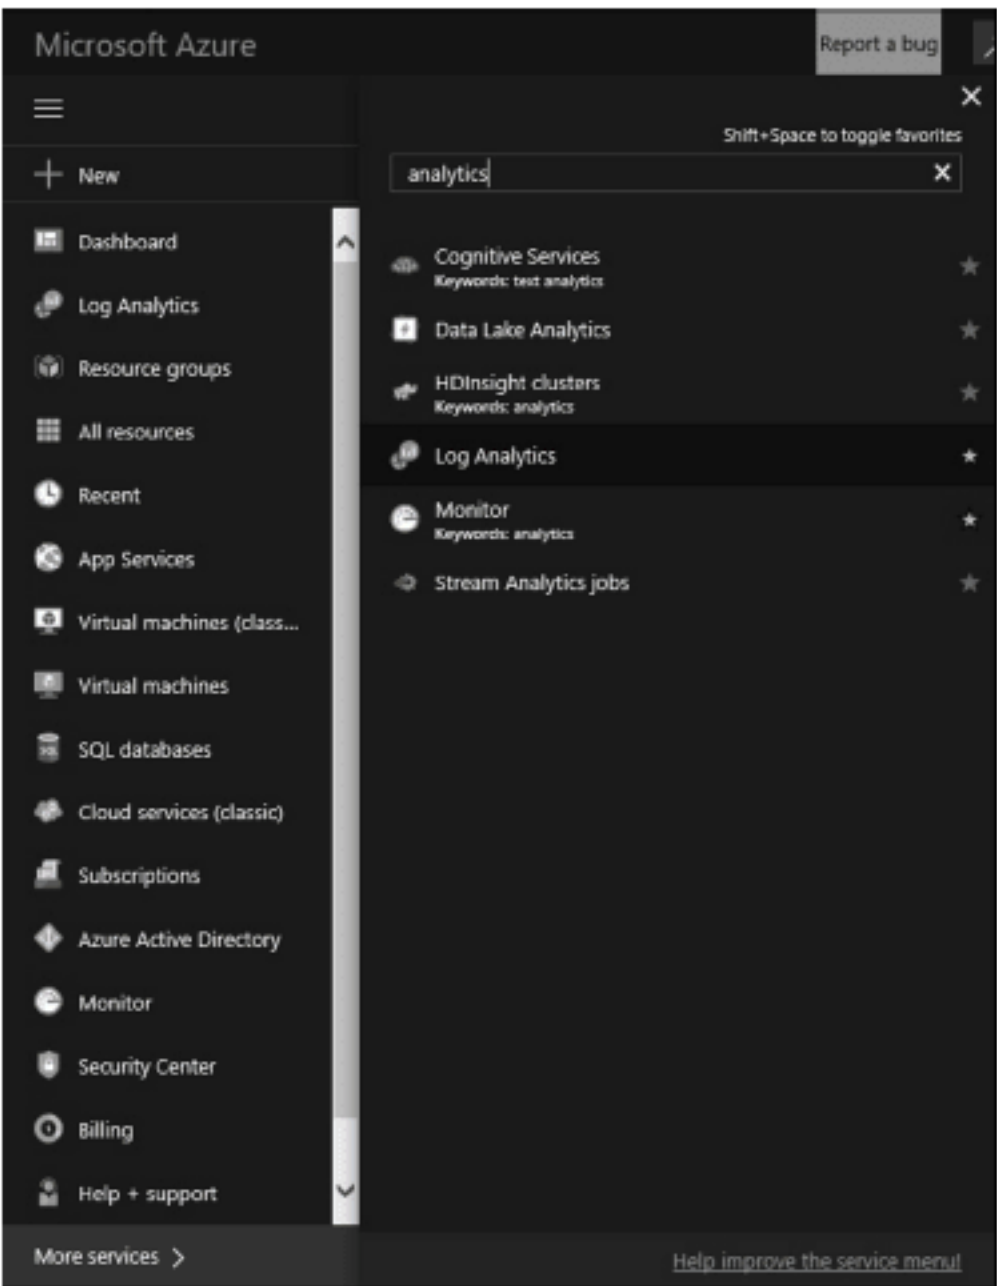 Microsoft Azure
Report a bug
Shift+Space to toggle favorites
New
analytics
Dashboard
Log Analytics
Resource groups
All resources
Recent
App Services
Virtual machines (class...
Virtual machines
SQL databases
Cloud services (classic)
Subscriptions
Azure Active Directory
Monitor
Security Center
Billing
Help + support
More services
Cognitive Services
Keywords: text analytics
Data Lake Analytics
HDInsight clusters
Keywords: analytics
Log Analytics
Monitor
Keywords: analytics
Stream Analytics jobs
Help improve the service menu!